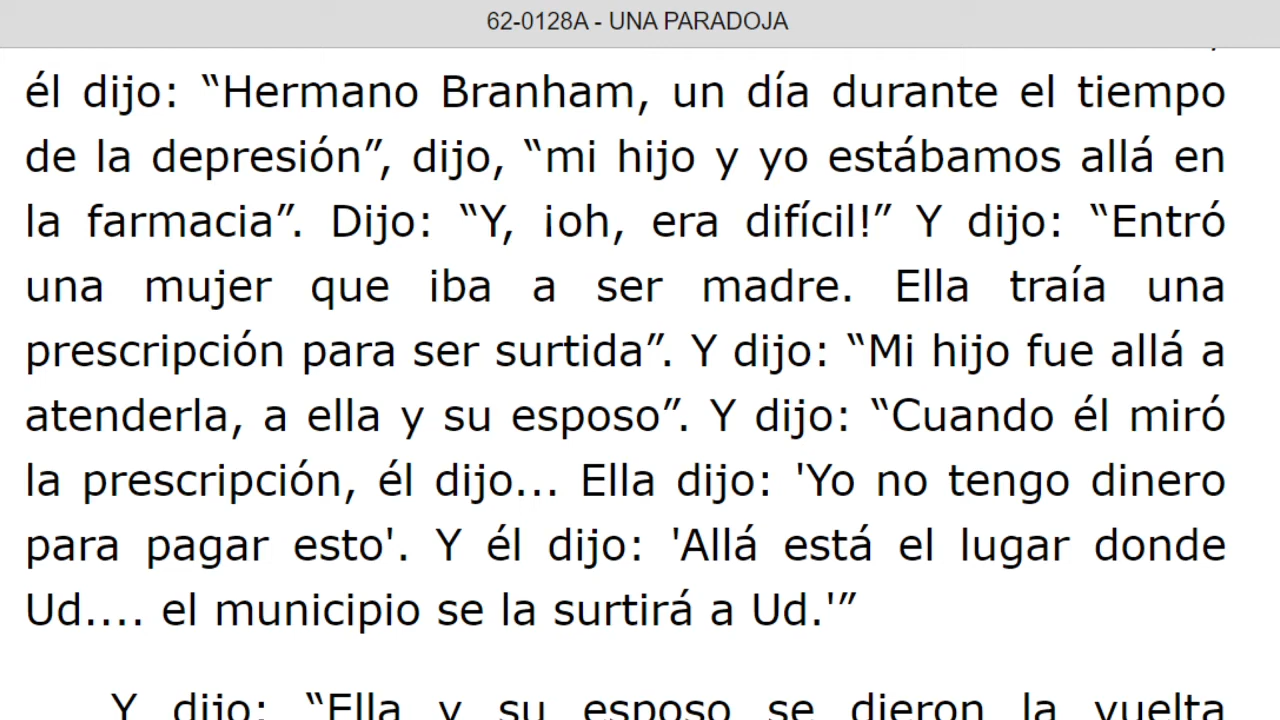 62-0128A - UNA PARADOJA
él dijo: “Hermano Branham, un día durante el tiempo
de la depresión”, dijo, “mi hijo y yo estábamos allá en
la farmacia”. Dijo: “Y, ¡oh, era difícil!” Y dijo: “Entró
una mujer que iba a ser madre. Ella traía una
prescripción para ser surtida”. Y dijo: “Mi hijo fue allá a
atenderla, a ella y su esposo”. Y dijo: “Cuando él miró
la prescripción, él dijo... Ella dijo: 'Yo no tengo dinero
para pagar esto'. Y él dijo: 'Allá está el lugar donde
Ud.... el municipio se la surtirá a Ud.'”
Y dijo: “Ella y su esposo se dieron la vuelta